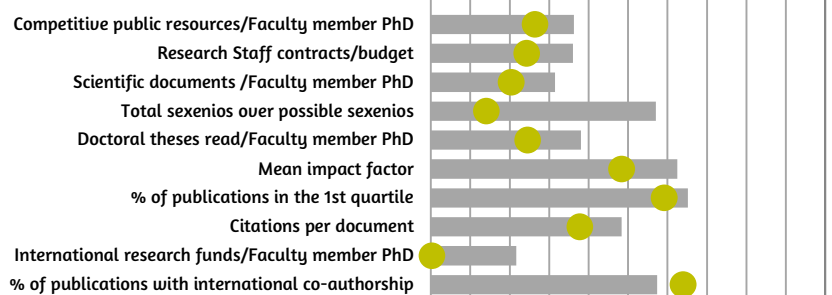 Competitive public resources/Faculty member PhD
Research Staff contracts/budget
Scientific documents /Faculty member PhD
Total sexenios over possible sexenios
Doctoral theses read/Faculty member PhD
Mean impact factor
% of publications in the 1st quartile
Citations per document
International research funds/Faculty member PhD
% of publications with international co-authorship